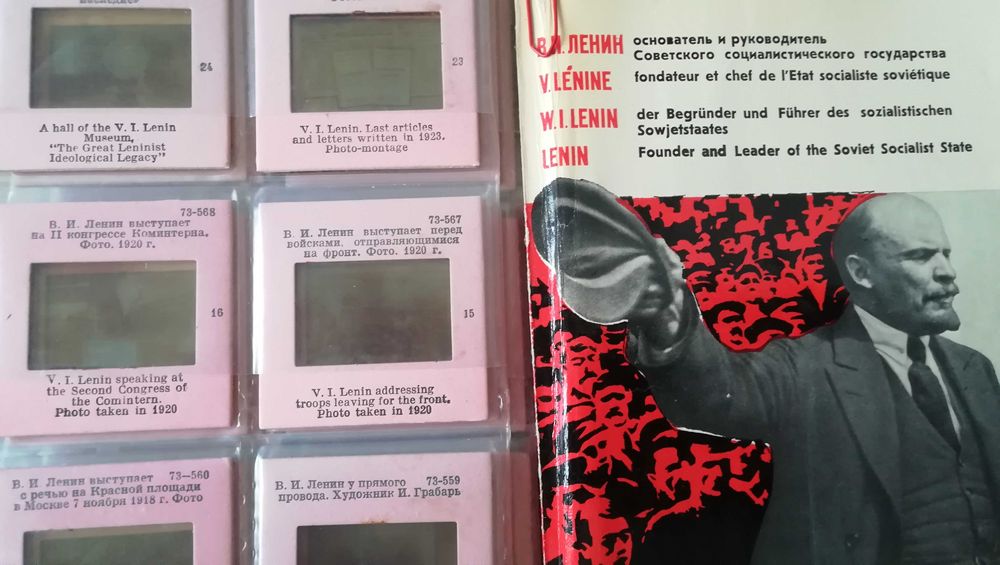 последнее
24
A hall of the V. I. Lenin
Museum,
"The Great Leninist
Ideological Legacy"
23
V. I. Lenin. Last articles
and letters written in 1923.
Photo-montage
73-568
В. И. Ленин выступает
на II конгрессе Коминтерна.
Фото. 1920 г.
16
V. I. Lenin speaking at
the Second Congress of
the Comintern.
Photo taken in 1920
73-567
В. И. Ленин выступает перед
войсками, отправляющимися
на фронт. Фото. 1920 г.
15
V. I. Lenin addressing
troops leaving for the front.
Photo taken in 1920
В. И Ленин выступает 73-560
с речью на Красной площади
в Москве 7 ноября 1918 г. Фото
В. И. Ленин у прямого 73-559
провода. Художник И. Грабарь
В.И. ЛЕНИН основатель и руководитель
Советского социалистического государства
V. LÉNINE fondateur et chef de l'Etat socialiste soviétique
W. I. LENIN der Begründer und Führer des sozialistischen
Sowjetstaates
LENIN Founder and Leader of the Soviet Socialist State